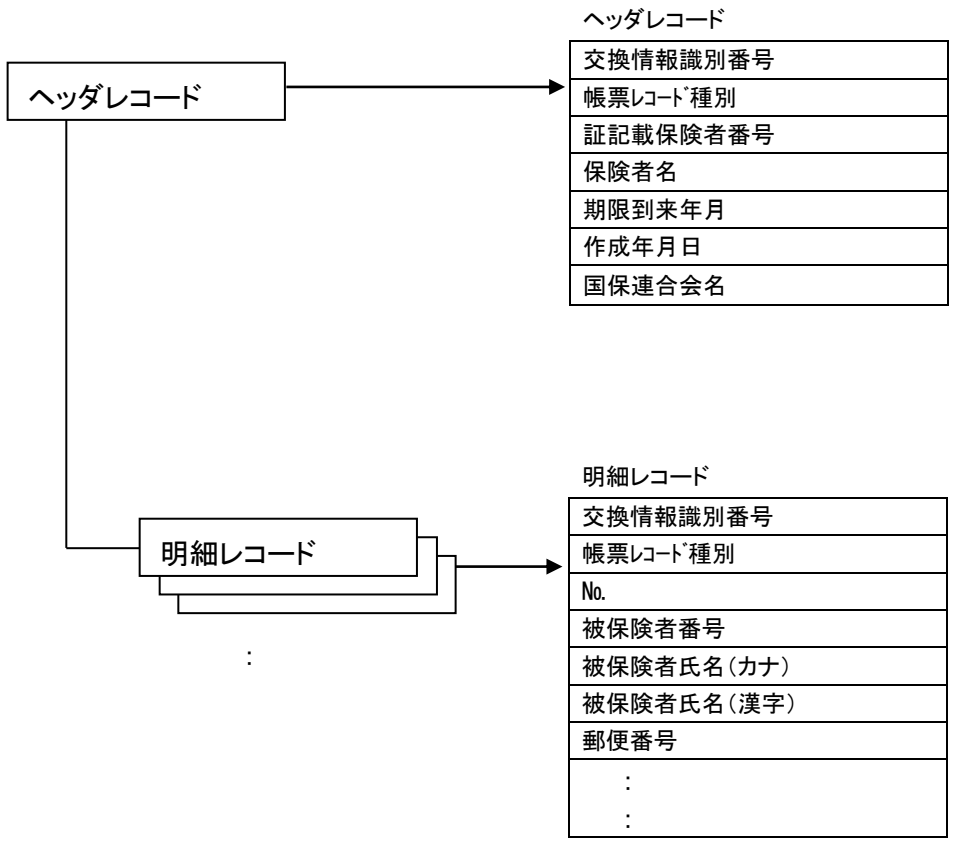 ヘッダレコード
ヘッダレコード
交換情報識別番号
帳票ﾚｺｰﾄﾞ種別
証記載保険者番号
保険者名
期限到来年月
作成年月日
国保連合会名
明細レコード
:
明細レコード
交換情報識別番号
帳票ﾚｺｰﾄﾞ種別
№
被保険者番号
被保険者氏名（カナ）
被保険者氏名（漢字）
郵便番号
:
: